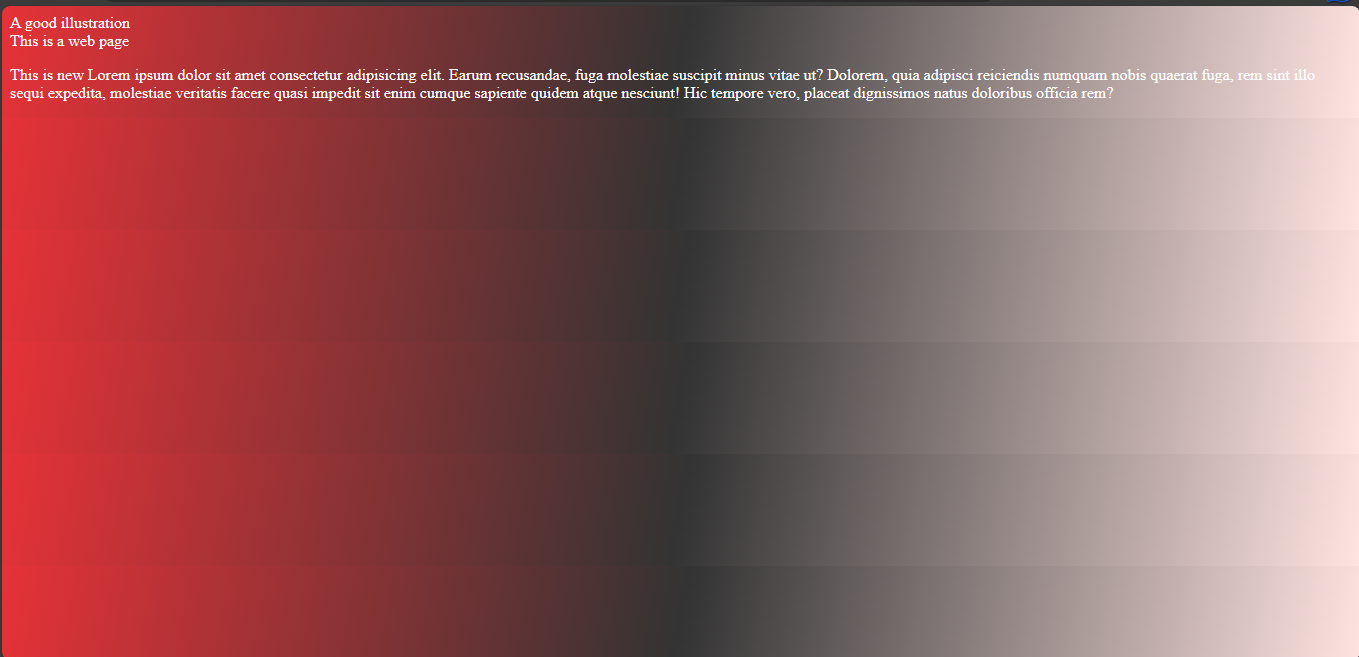 A good illustration
This is a web page
This is new Lorem ipsum dolor sit amet consectetur adipisicing elit. Earum recusandae, fuga molestiae suscipit minus vitae ut? Dolorem, quia adipisci reiciendis numquam nobis quaerat fuga, rem sint illo
sequi expedita, molestiae veritatis facere quasi impedit sit enim cumque sapiente quidem atque nesciunt! Hic tempore vero, placeat dignissimos natus doloribus officia rem?